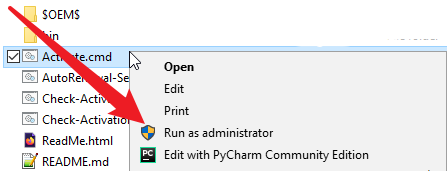 $OEM$
bin
Activate.cmd
AutoRenewal-Se
Check-Activatio
Check-Activation
ReadMe.html
README.md
Open
Edit
Print
Run as administrator
Edit with PyCharm Community Edition